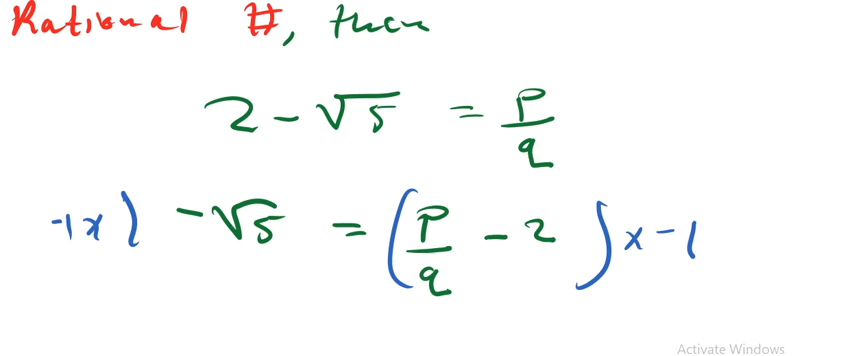 Rational #, then
2 - √5 = p/q
-1x) -√5 = (p/q - 2) x -1
Activate Windows